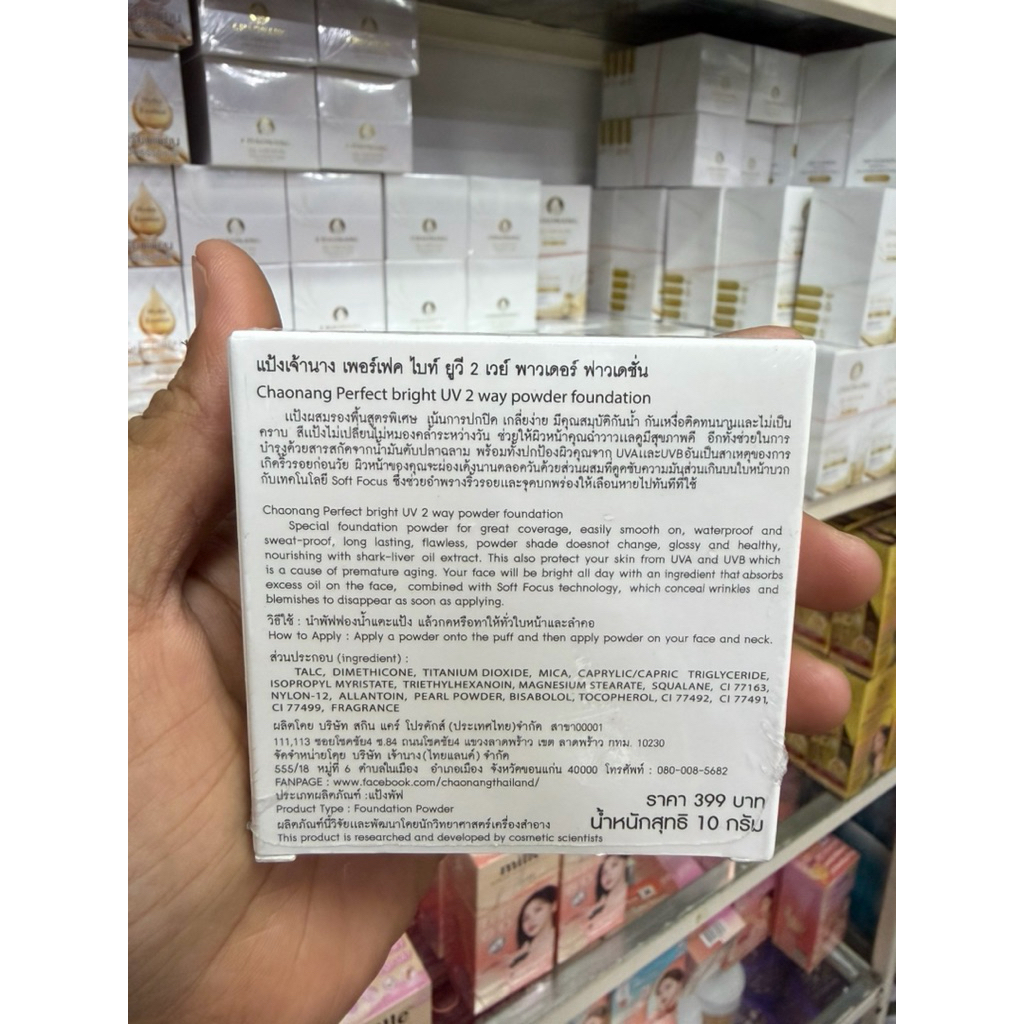 แป้งเจ้านาง เพอร์เฟค ไบท์ ยูวี 2 เวย์ พาวเดอร์ ฟาวเดชั่น
Chaonang Perfect bright UV 2 way powder foundation
แป้งผสมรองพื้นสูตรพิเศษ เน้นการปกปิด เกลี่ยง่าย มีคุณสมบัติกันน้ำ กันเหงื่อติดทนนานและไม่เป็น
คราบ สีแป้งไม่เปลี่ยนไม่หมองคล้ำระหว่างวัน ช่วยให้ผิวหน้าคุณฉ่ำวาวแลดูมีสุขภาพดี อีกทั้งช่วยในการ
บำรุงด้วยสารสกัดจากน้ำมันตับปลาฉลาม พร้อมทั้งปกป้องผิวคุณจาก UVAและUVBอันเป็นสาเหตุของการ
เกิดริ้วรอยก่อนวัย ผิวหน้าของคุณจะผ่องเด้งนานตลอดวันด้วยส่วนผสมที่ดูดซับความมันส่วนเกินบนใบหน้าบวก
กับเทคโนโลยี Soft Focus ซึ่งช่วยอำพรางริ้วรอยและจุดบกพร่องให้เลือนหายไปทันทีที่ใช้
Chaonang Perfect bright UV 2 way powder foundation
Special foundation powder for great coverage, easily smooth on, waterproof and
sweat-proof, long lasting, flawless, powder shade doesnot change, glossy and healthy,
nourishing with shark-liver oil extract. This also protect your skin from UVA and UVB which
is a cause of premature aging. Your face will be bright all day with an ingredient that absorbs
excess oil on the face, combined with Soft Focus technology, which conceal wrinkles and
blemishes to disappear as soon as applying.
วิธีใช้ : นำพัฟฟองน้ำแตะแป้ง แล้วกดหรือทาให้ทั่วใบหน้าและลำคอ
How to Apply : Apply a powder onto the puff and then apply powder on your face and neck.
ส่วนประกอบ (ingredient) :
TALC, DIMETHICONE, TITANIUM DIOXIDE, MICA, CAPRYLIC/CAPRIC TRIGLYCERIDE,
ISOPROPYL MYRISTATE, TRIETHYLHEXANOIN, MAGNESIUM STEARATE, SQUALANE, CI 77163,
NYLON-12, ALLANTOIN, PEARL POWDER, BISABOLOL, TOCOPHEROL, CI 77492, CI 77491,
CI 77499, FRAGRANCE
ผลิตโดย บริษัท สกิน แคร์ โปรดักส์ (ประเทศไทย)จำกัด สาขา00001
111,113 ซอยโชคชัย4 ซ.84 ถนนโชคชัย4 แขวงลาดพร้าว เขต ลาดพร้าว กทม. 10230
จัดจำหน่ายโดย บริษัท เจ้านาง(ไทยแลนด์) จำกัด
555/18 หมู่ที่ 6 ตำบลในเมือง อำเภอเมือง จังหวัดขอนแก่น 40000 โทรศัพท์ : 080-008-5682
FANPAGE : www.facebook.com/chaonangthailand/
ประเภทผลิตภัณฑ์ :แป้งพัฟ
Product Type : Foundation Powder
ผลิตภัณฑ์นี้วิจัยและพัฒนาโดยนักวิทยาศาสตร์เครื่องสำอาง
This product is researched and developed by cosmetic scientists
ราคา 399 บาท
น้ำหนักสุทธิ 10 กรัม